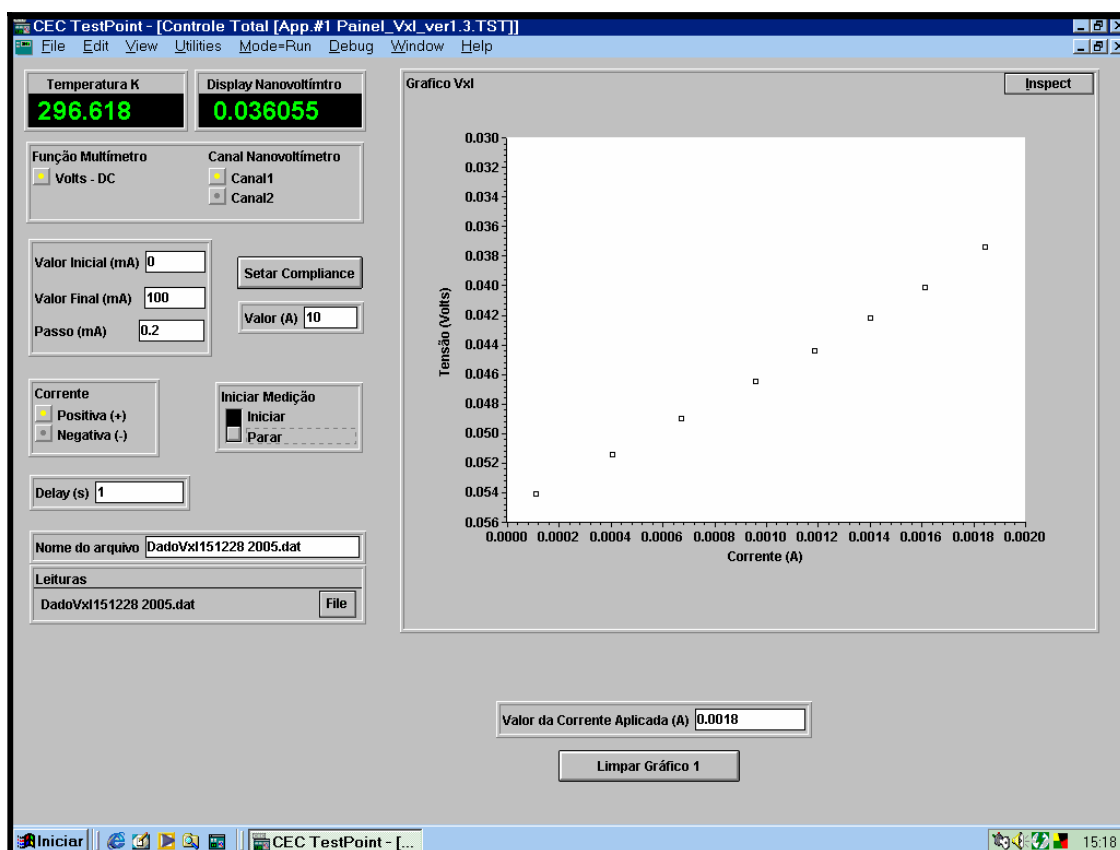 CEC TestPoint - [Controle Total [App.#1 Painel_VxI_ver1.3.TST]]
File Edit View Utilities Mode=Run Debug Window Help
Temperatura K
296.618
Display Nanovoltímtro
0.036055
Função Multímetro
Volts - DC
Canal Nanovoltímetro
Canal1
Canal2
Valor Inicial (mA) 0
Valor Final (mA) 100
Passo (mA) 0.2
Setar Compliance
Valor (A) 10
Corrente
Positiva (+)
Negativa (-)
Iniciar Medição
Iniciar
Parar
Delay (s) 1
Nome do arquivo DadoVxI151228 2005.dat
Leituras
DadoVxI151228 2005.dat File
Grafico VxI
Inspect
0.030
0.032
0.034
0.036
0.038
0.040
0.042
0.044
0.046
0.048
0.050
0.052
0.054
0.056
Tensão (Volts)
0.0000 0.0002 0.0004 0.0006 0.0008 0.0010 0.0012 0.0014 0.0016 0.0018 0.0020
Corrente (A)
Valor da Corrente Aplicada (A) 0.0018
Limpar Gráfico 1
Iniciar CEC TestPoint - [... 15:18